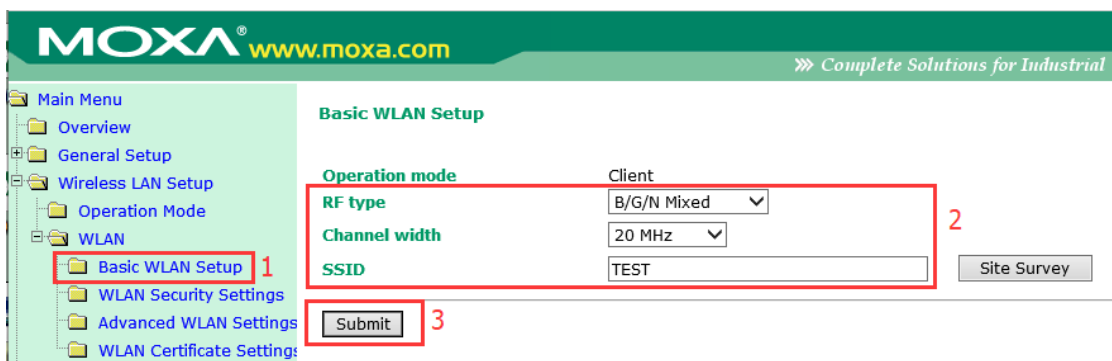 MOXA® www.moxa.com
Complete Solutions for Industrial
Main Menu
Overview
General Setup
Wireless LAN Setup
Operation Mode
WLAN
Basic WLAN Setup 1
WLAN Security Settings
Advanced WLAN Settings
WLAN Certificate Settings
Basic WLAN Setup
Operation mode Client
RF type B/G/N Mixed
Channel width 20 MHz
2
SSID TEST Site Survey
Submit 3